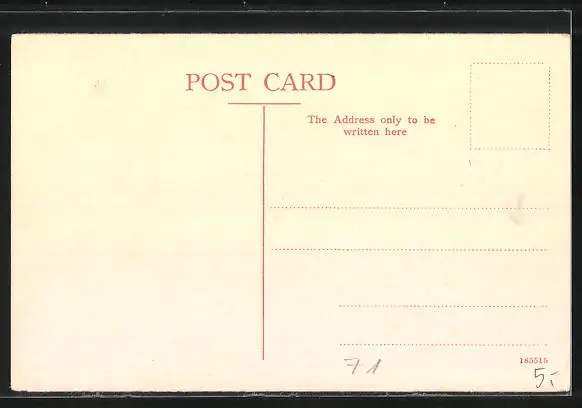 POST CARD
The Address only to be
written here
185515
71
5.-